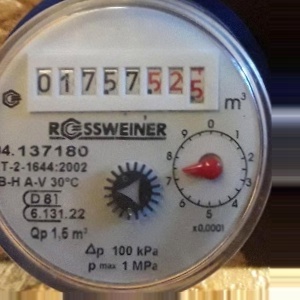 01757525
m³
ROSSWEINER
4.137180
T-2-1644:2002
B-H A-V 30°C
D 81
6.131.22
Qp 1,5 m³
Δp 100 kPa
p max 1 MPa
0
1
2
3
4
5
6
7
8
9
x0,0001